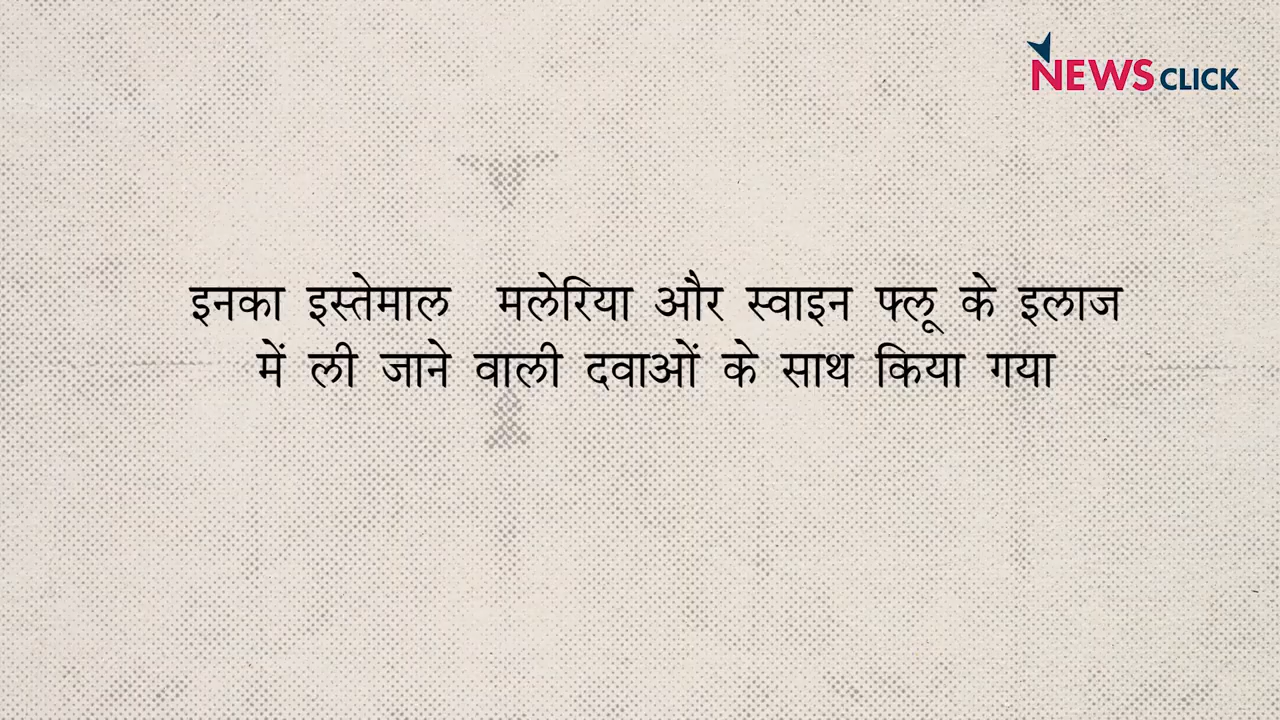 NEWSCLICK
इनका इस्तेमाल मलेरिया और स्वाइन फ्लू के इलाज
में ली जाने वाली दवाओं के साथ किया गया